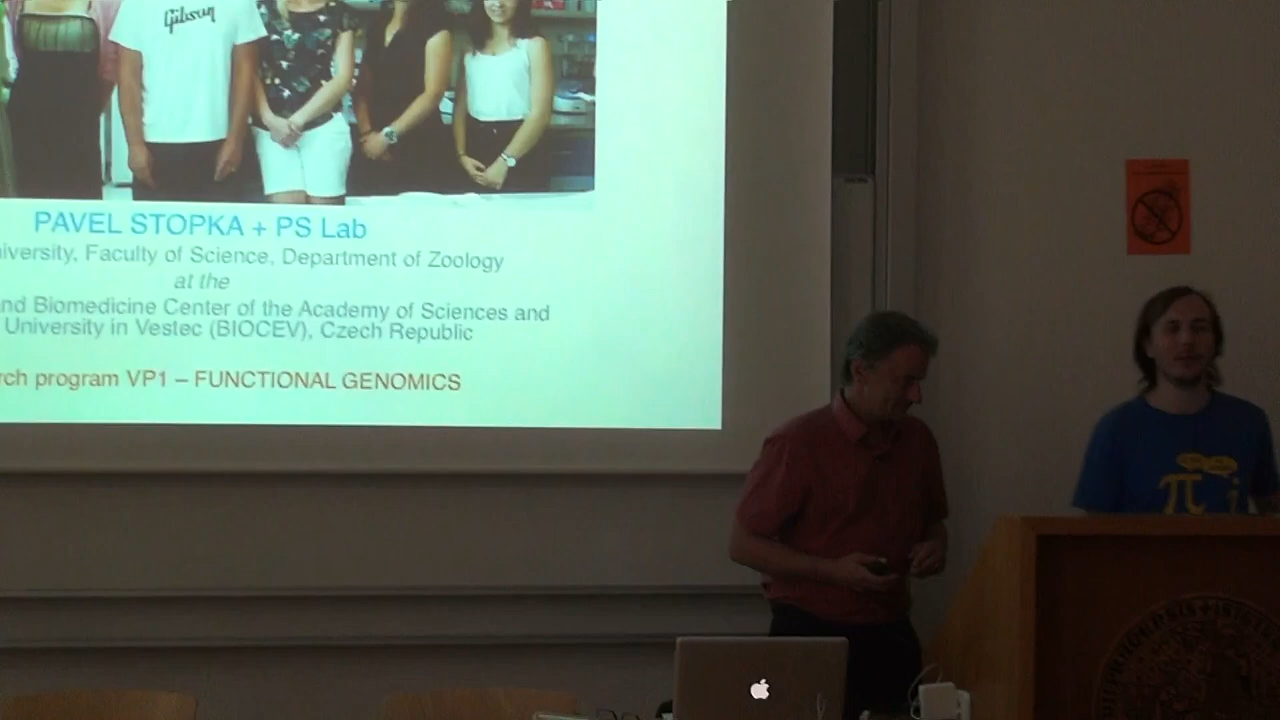 Gibson
PAVEL STOPKA + PS Lab
iversity, Faculty of Science, Department of Zoology
at the
nd Biomedicine Center of the Academy of Sciences and
University in Vestec (BIOCEV), Czech Republic
rch program VP1 – FUNCTIONAL GENOMICS
π i